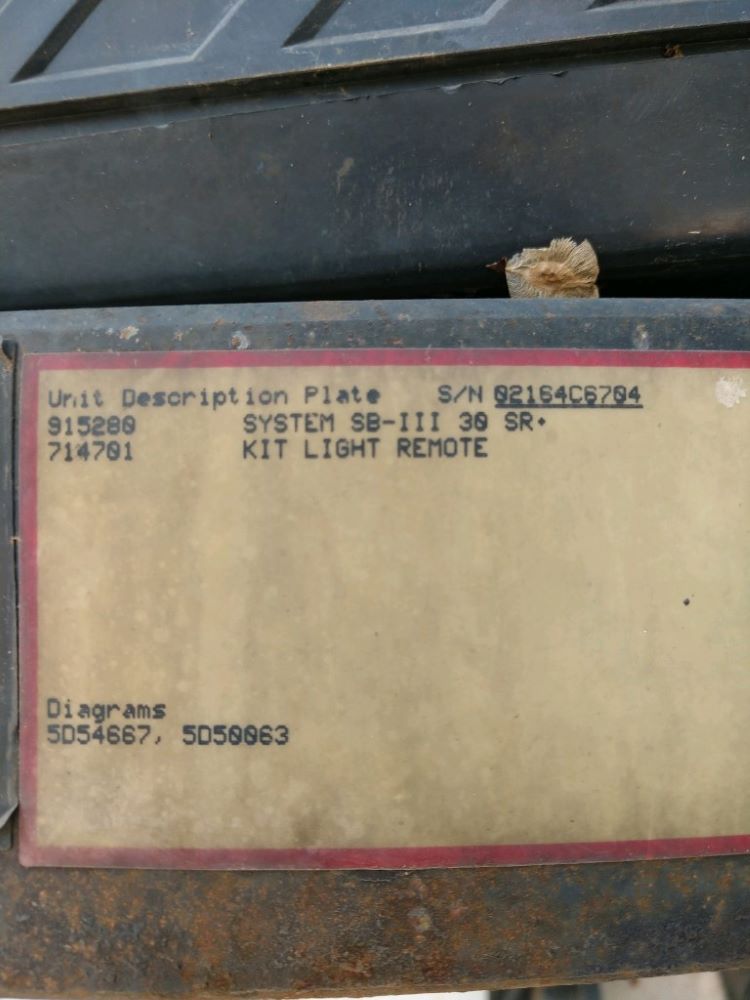 Unit Description Plate S/N 02164C6704
915280 SYSTEM SB-III 30 SR+
714701 KIT LIGHT REMOTE
Diagrams
5D54667, 5D50063